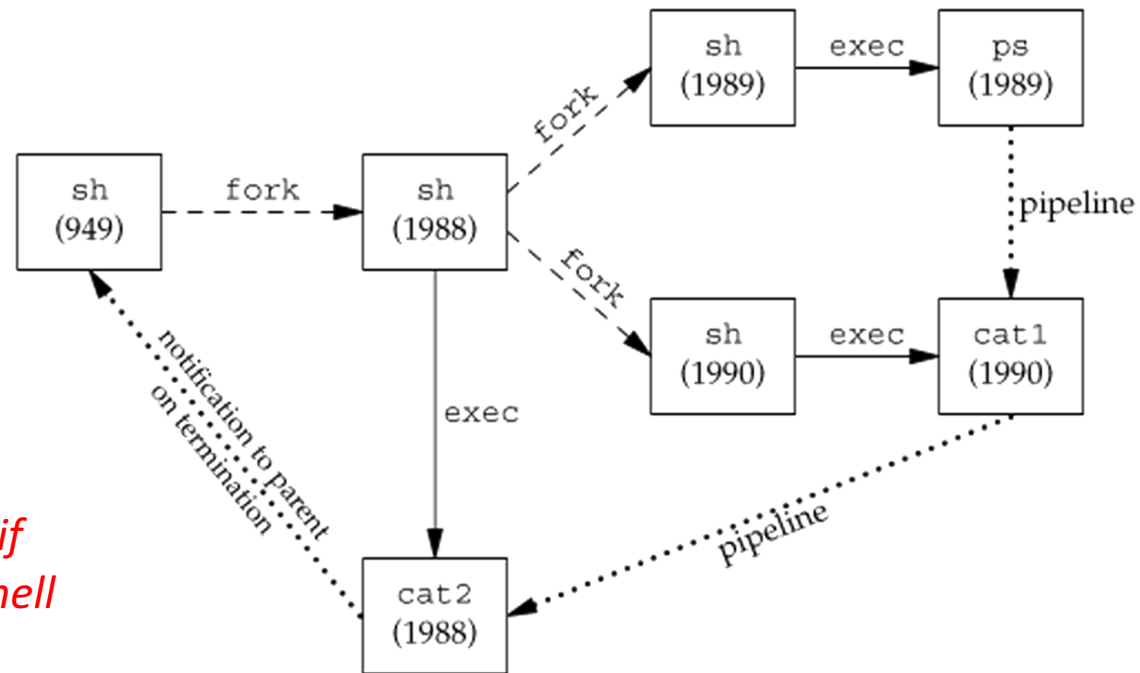 sh
(1989)
exec
ps
(1989)
fork
sh
(949)
fork
sh
(1988)
pipeline
fork
sh
(1990)
exec
cat1
(1990)
notification to parent
on termination
exec
pipeline
if
cat2
(1988)